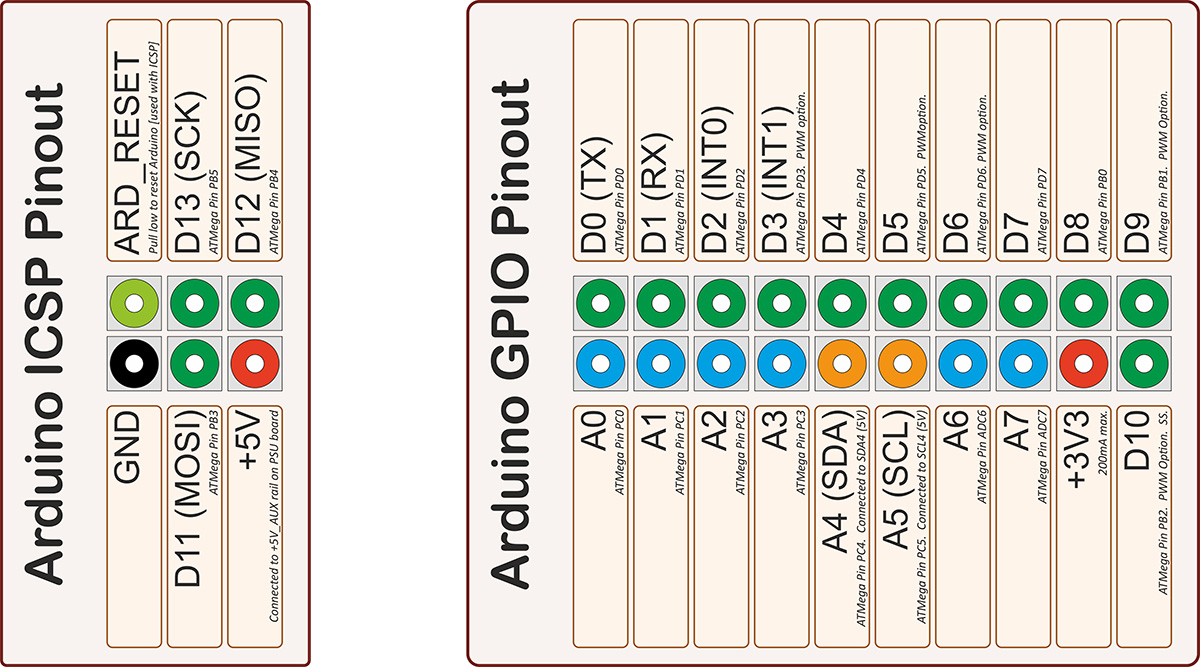 Arduino ICSP Pinout
GND
ARD_RESET
Pull low to reset Arduino [used with ICSP]
D11 (MOSI)
ATMega Pin PB3
D13 (SCK)
ATMega Pin PB5
+5V
Connected to +5V_AUX rail on PSU board
D12 (MISO)
ATMega Pin PB4
Arduino GPIO Pinout
A0
ATMega Pin PC0
D0 (TX)
ATMega Pin PD0
A1
ATMega Pin PC1
D1 (RX)
ATMega Pin PD1
A2
ATMega Pin PC2
D2 (INT0)
ATMega Pin PD2
A3
ATMega Pin PC3
D3 (INT1)
ATMega Pin PD3. PWM option.
A4 (SDA)
ATMega Pin PC4. Connected to SDA4 (5V)
D4
ATMega Pin PD4
A5 (SCL)
ATMega Pin PC5. Connected to SCL4 (5V)
D5
ATMega Pin PD5. PWMoption.
A6
ATMega Pin ADC6
D6
ATMega Pin PD6. PWM option.
A7
ATMega Pin ADC7
D7
ATMega Pin PD7
+3V3
200mA max.
D8
ATMega Pin PB0
D10
ATMega Pin PB2. PWM Option. SS.
D9
ATMega Pin PB1. PWM Option.